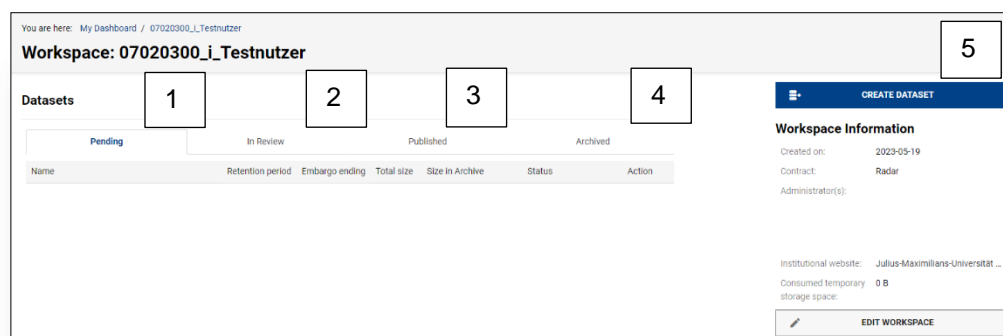 You are here: My Dashboard / 07020300_i_Testnutzer
Workspace: 07020300_i_Testnutzer
5
Datasets
1
2
3
4
Pending
In Review
Published
Archived
Name Retention period Embargo ending Total size Size in Archive Status Action
CREATE DATASET
Workspace Information
Created on: 2023-05-19
Contract: Radar
Administrator(s):
Institutional website: Julius-Maximilians-Universität ...
Consumed temporary 0 B
storage space:
EDIT WORKSPACE